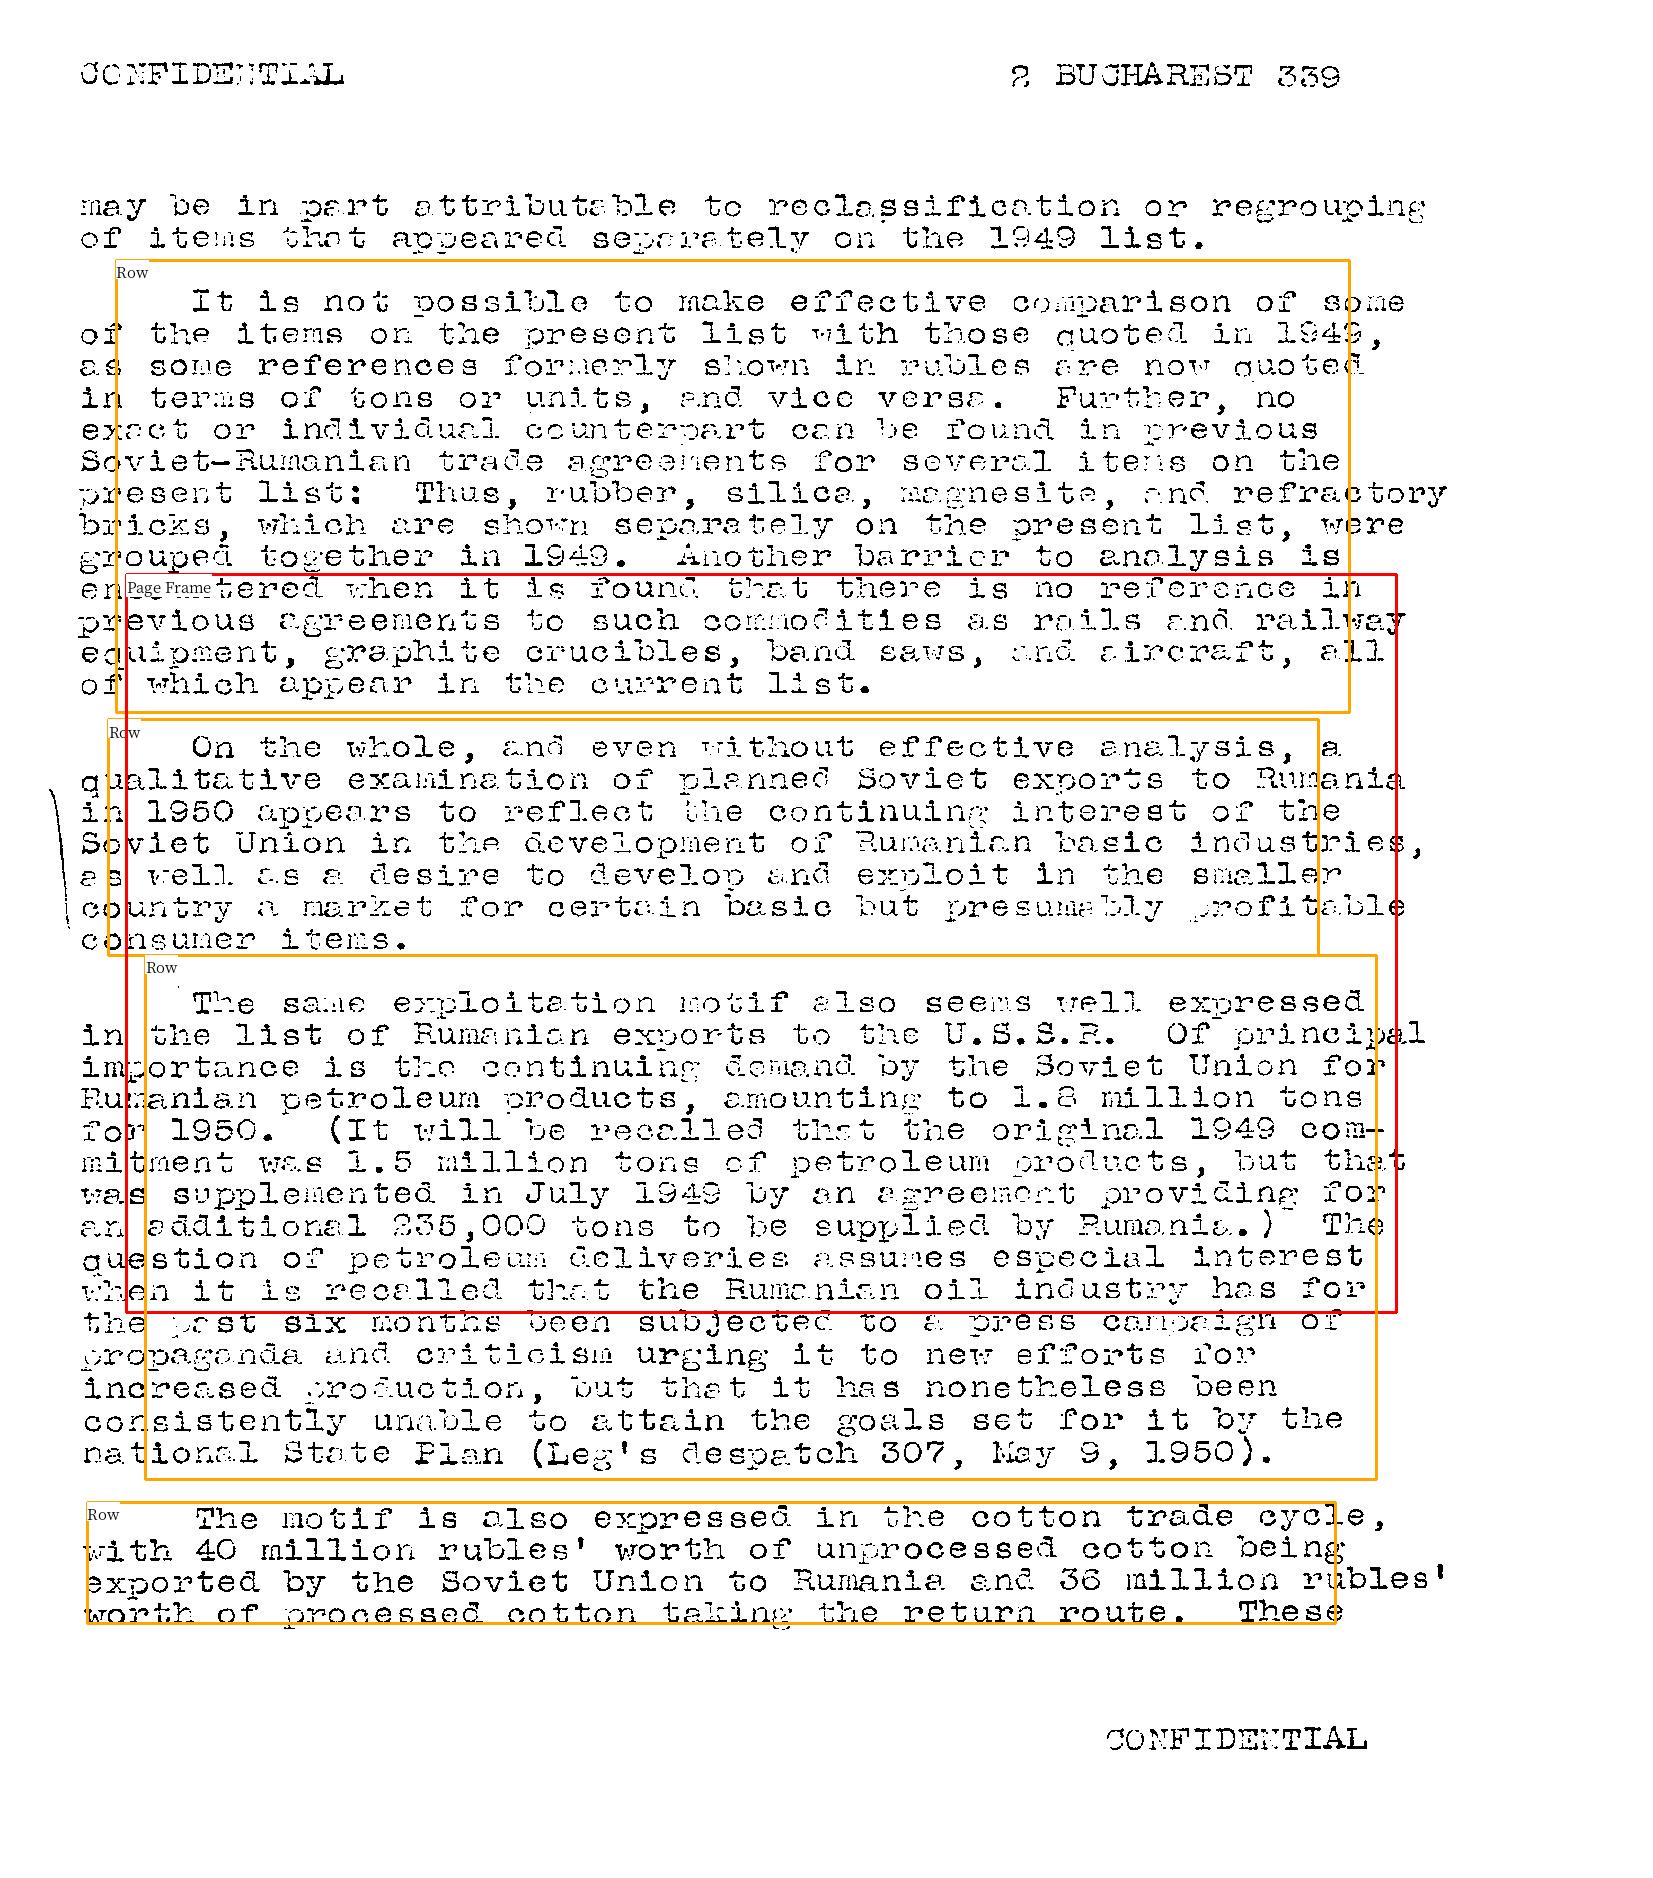 CONFIDENTIAL 2 BUCHAREST 339
may be in part attributable to reclassification or regrouping
of items that appeared separately on the 1949 list.
Row
It is not possible to make effective comparison of some
of the items on the present list with those quoted in 1949,
as some references formerly shown in rubles are now quoted
in terms of tons or units, and vice versa. Further, no
exact or individual counterpart can be found in previous
Soviet-Rumanian trade agreements for several items on the
present list: Thus, rubber, silica, magnesite, and refractory
bricks, which are shown separately on the present list, were
grouped together in 1949. Another barrier to analysis is
Page Frame
when it is found that there is no reference in
previous agreements to such commodities as rails and railway
equipment, graphite crucibles, band saws, and aircraft, all
of which appear in the current list.
Row
On the whole, and even without effective analysis, a
qualitative examination of planned Soviet exports to Rumania
in 1950 appears to reflect the continuing interest of the
Soviet Union in the development of Rumanian basic industries,
as well as a desire to develop and exploit in the smaller
country a market for certain basic but presumably profitable
consumer items.
Row
The same exploitation motif also seems well expressed
in the list of Rumanian exports to the U.S.S.R. Of principal
importance is the continuing demand by the Soviet Union for
Rumanian petroleum products, amounting to 1.8 million tons
for 1950. (It will be recalled that the original 1949 com-
mitment was 1.5 million tons of petroleum products, but that
was supplemented in July 1949 by an agreement providing for
an additional 235,000 tons to be supplied by Rumania.) The
question of petroleum deliveries assumes especial interest
when it is recalled that the Rumanian oil industry has for
the past six months been subjected to a press campaign of
propaganda and criticism urging it to new efforts for
increased production, but that it has nonetheless been
consistently unable to attain the goals set for it by the
national State Plan (Leg's despatch 307, May 9, 1950).
Row
The motif is also expressed in the cotton trade cycle,
with 40 million rubles' worth of unprocessed cotton being
exported by the Soviet Union to Rumania and 36 million rubles'
worth of processed cotton taking the return route. These
CONFIDENTIAL